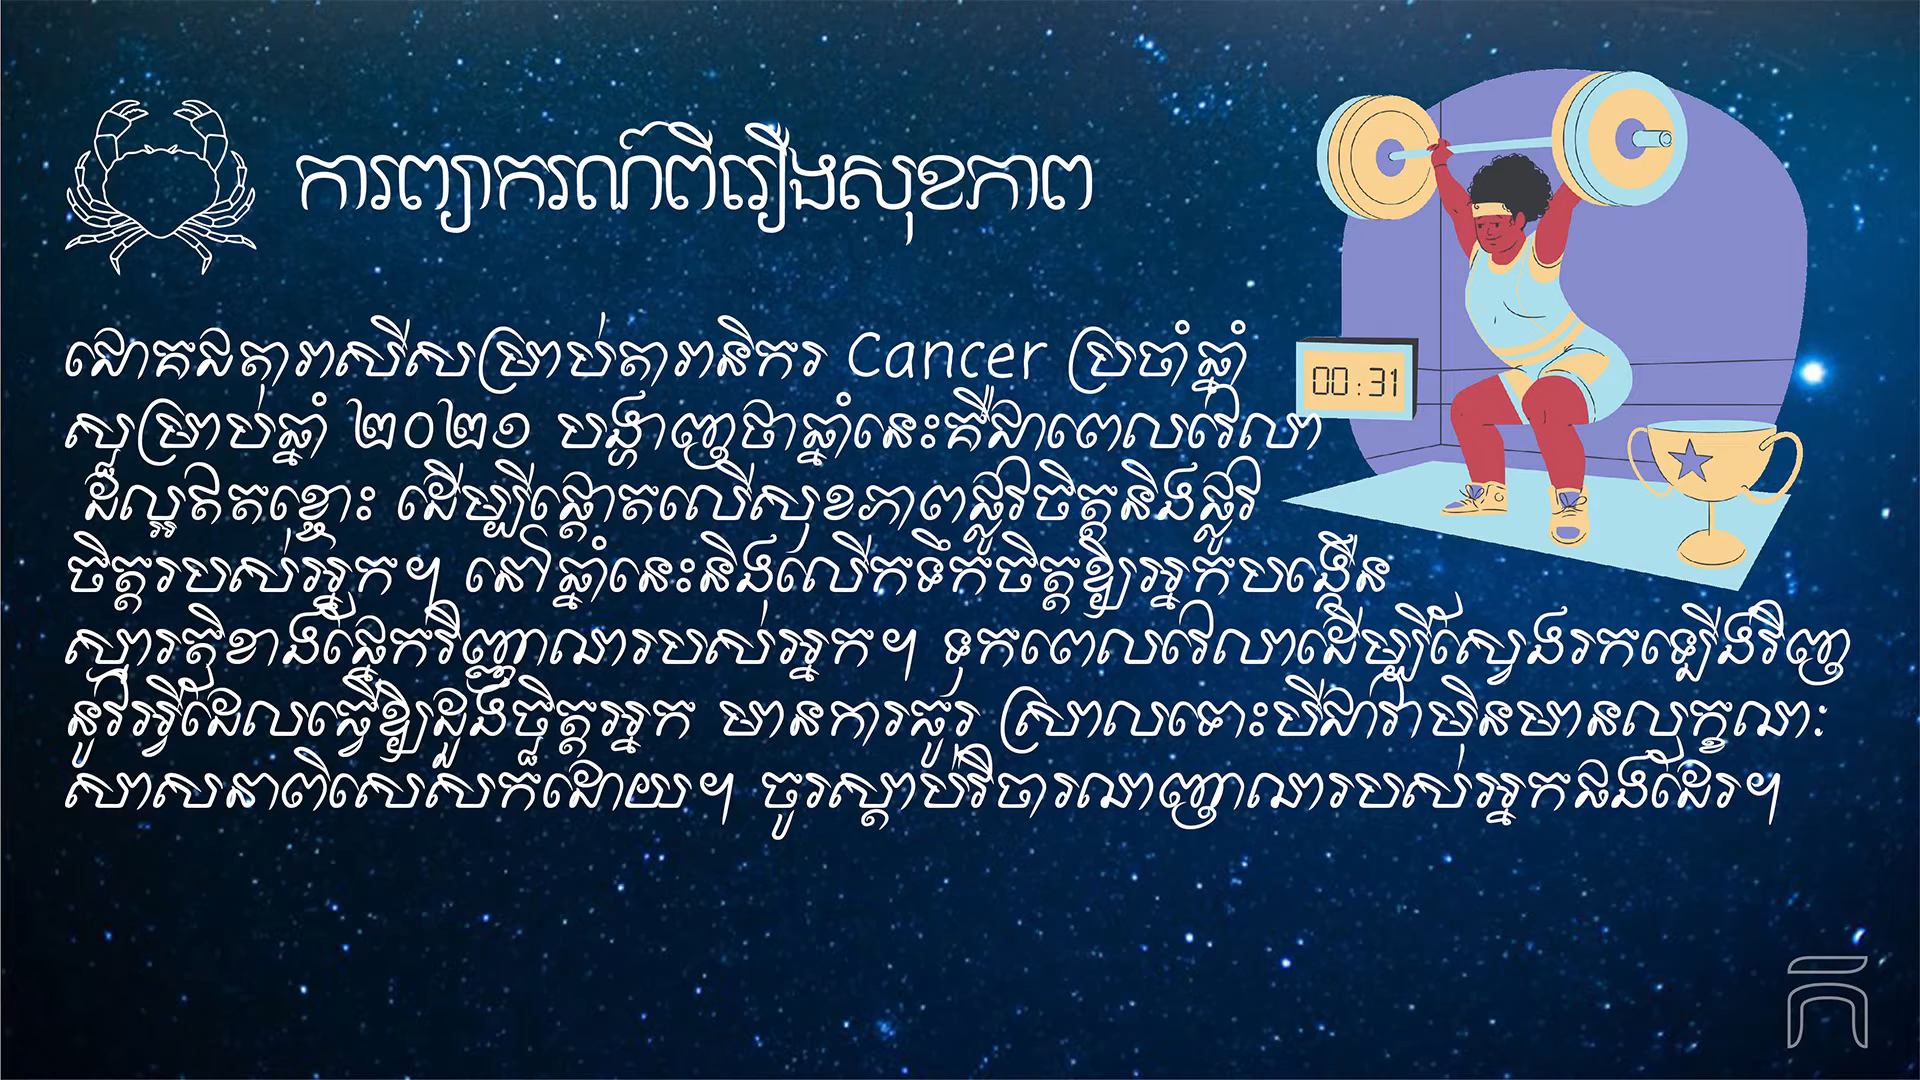 ការព្យាករណ៍ពីរឿងសុខភាព
ជោគជតារាសីសម្រាប់តារានិករ Cancer ប្រចាំឆ្នាំ
00:31
សម្រាប់ឆ្នាំ ២០២១ បង្ហាញថាឆ្នាំនេះគឺជាពេលវេលា
ដ៏ល្អឥតខ្ចោះ ដើម្បីផ្តោតលើសុខភាពផ្លូវចិត្តនិងផ្លូវ
ចិត្តរបស់អ្នក។ នៅឆ្នាំនេះនិងលើកទឹកចិត្តឱ្យអ្នកបង្កើន
ស្មារតីខាងផ្នែកវិញ្ញាណរបស់អ្នក។ ទុកពេលវេលាដើម្បីស្វែងរកឡើងវិញ
នូវអ្វីដែលធ្វើឱ្យដួងចិត្តអ្នក មានការធូរ ស្រាលទោះបីជាវាមិនមានលក្ខណៈ
សាសនាពិសេសក៏ដោយ។ ចូរស្តាប់វិចារណញ្ញាណរបស់អ្នកផងដែរ។